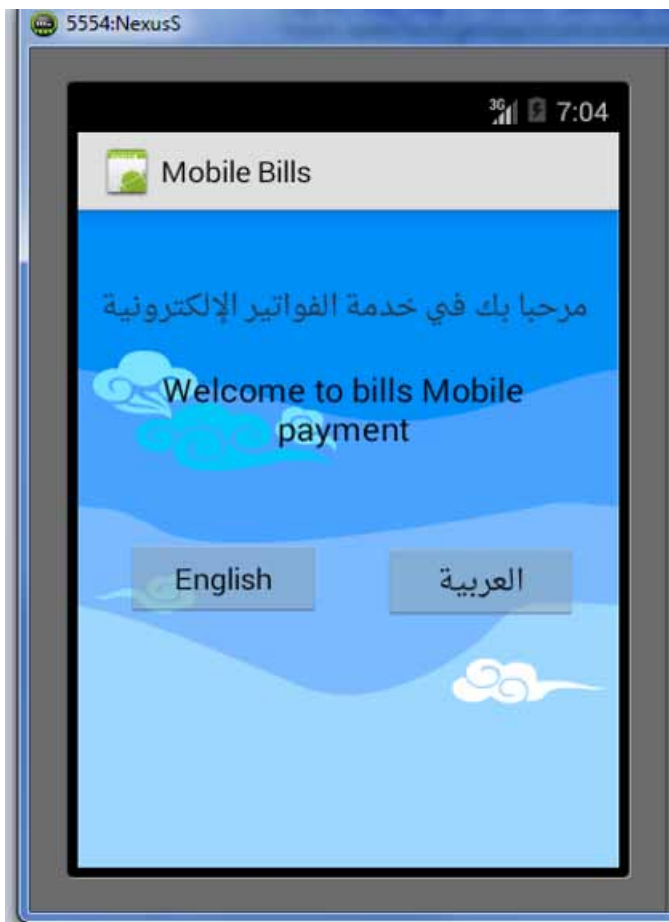 5554:NexusS
3G 7:04
Mobile Bills
مرحبا بك في خدمة الفواتير الإلكترونية
Welcome to bills Mobile
payment
English العربية